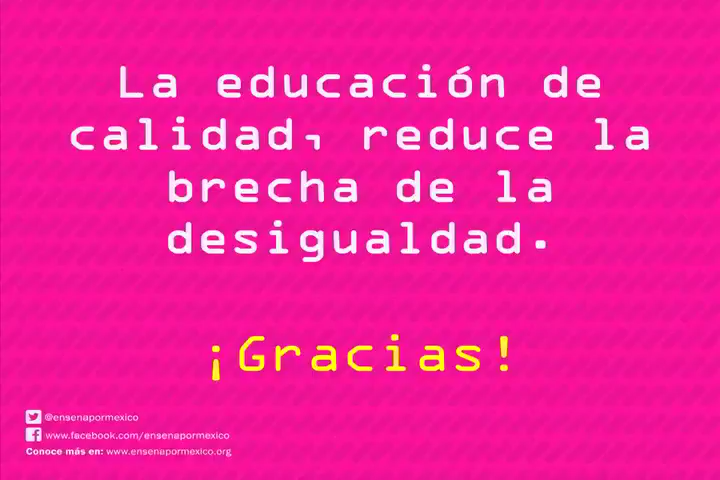 La educación de
calidad, reduce la
brecha de la
desigualdad.
¡Gracias!
@ensenapormexico
www.facebook.com/ensenapormexico
Conoce más en: www.ensenapormexico.org